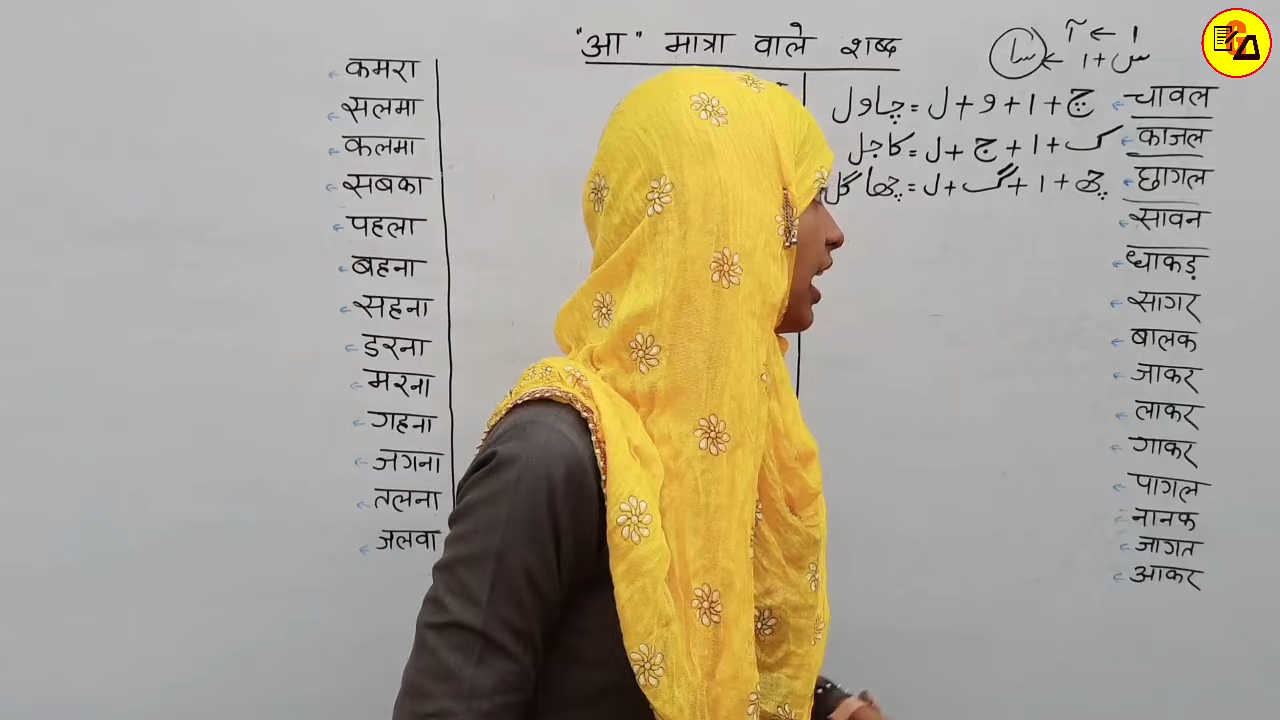 "आ" मात्रा वाले शब्द
آ ← ا
سا ← ا + س
चावल ← چ + ا + و + ل = چاول
काजल ← ک + ا + ج + ل = کاجل
छागल ← چھ + ا + گ + ل = چھاگل
सावन
धाकड़
सागर
बालक
जाकर
लाकर
गाकर
पागल
नानक
जागत
आकर
कमरा
सलमा
कलमा
सबका
पहला
बहना
सहना
डरना
मरना
गहना
जगना
तलना
जलवा